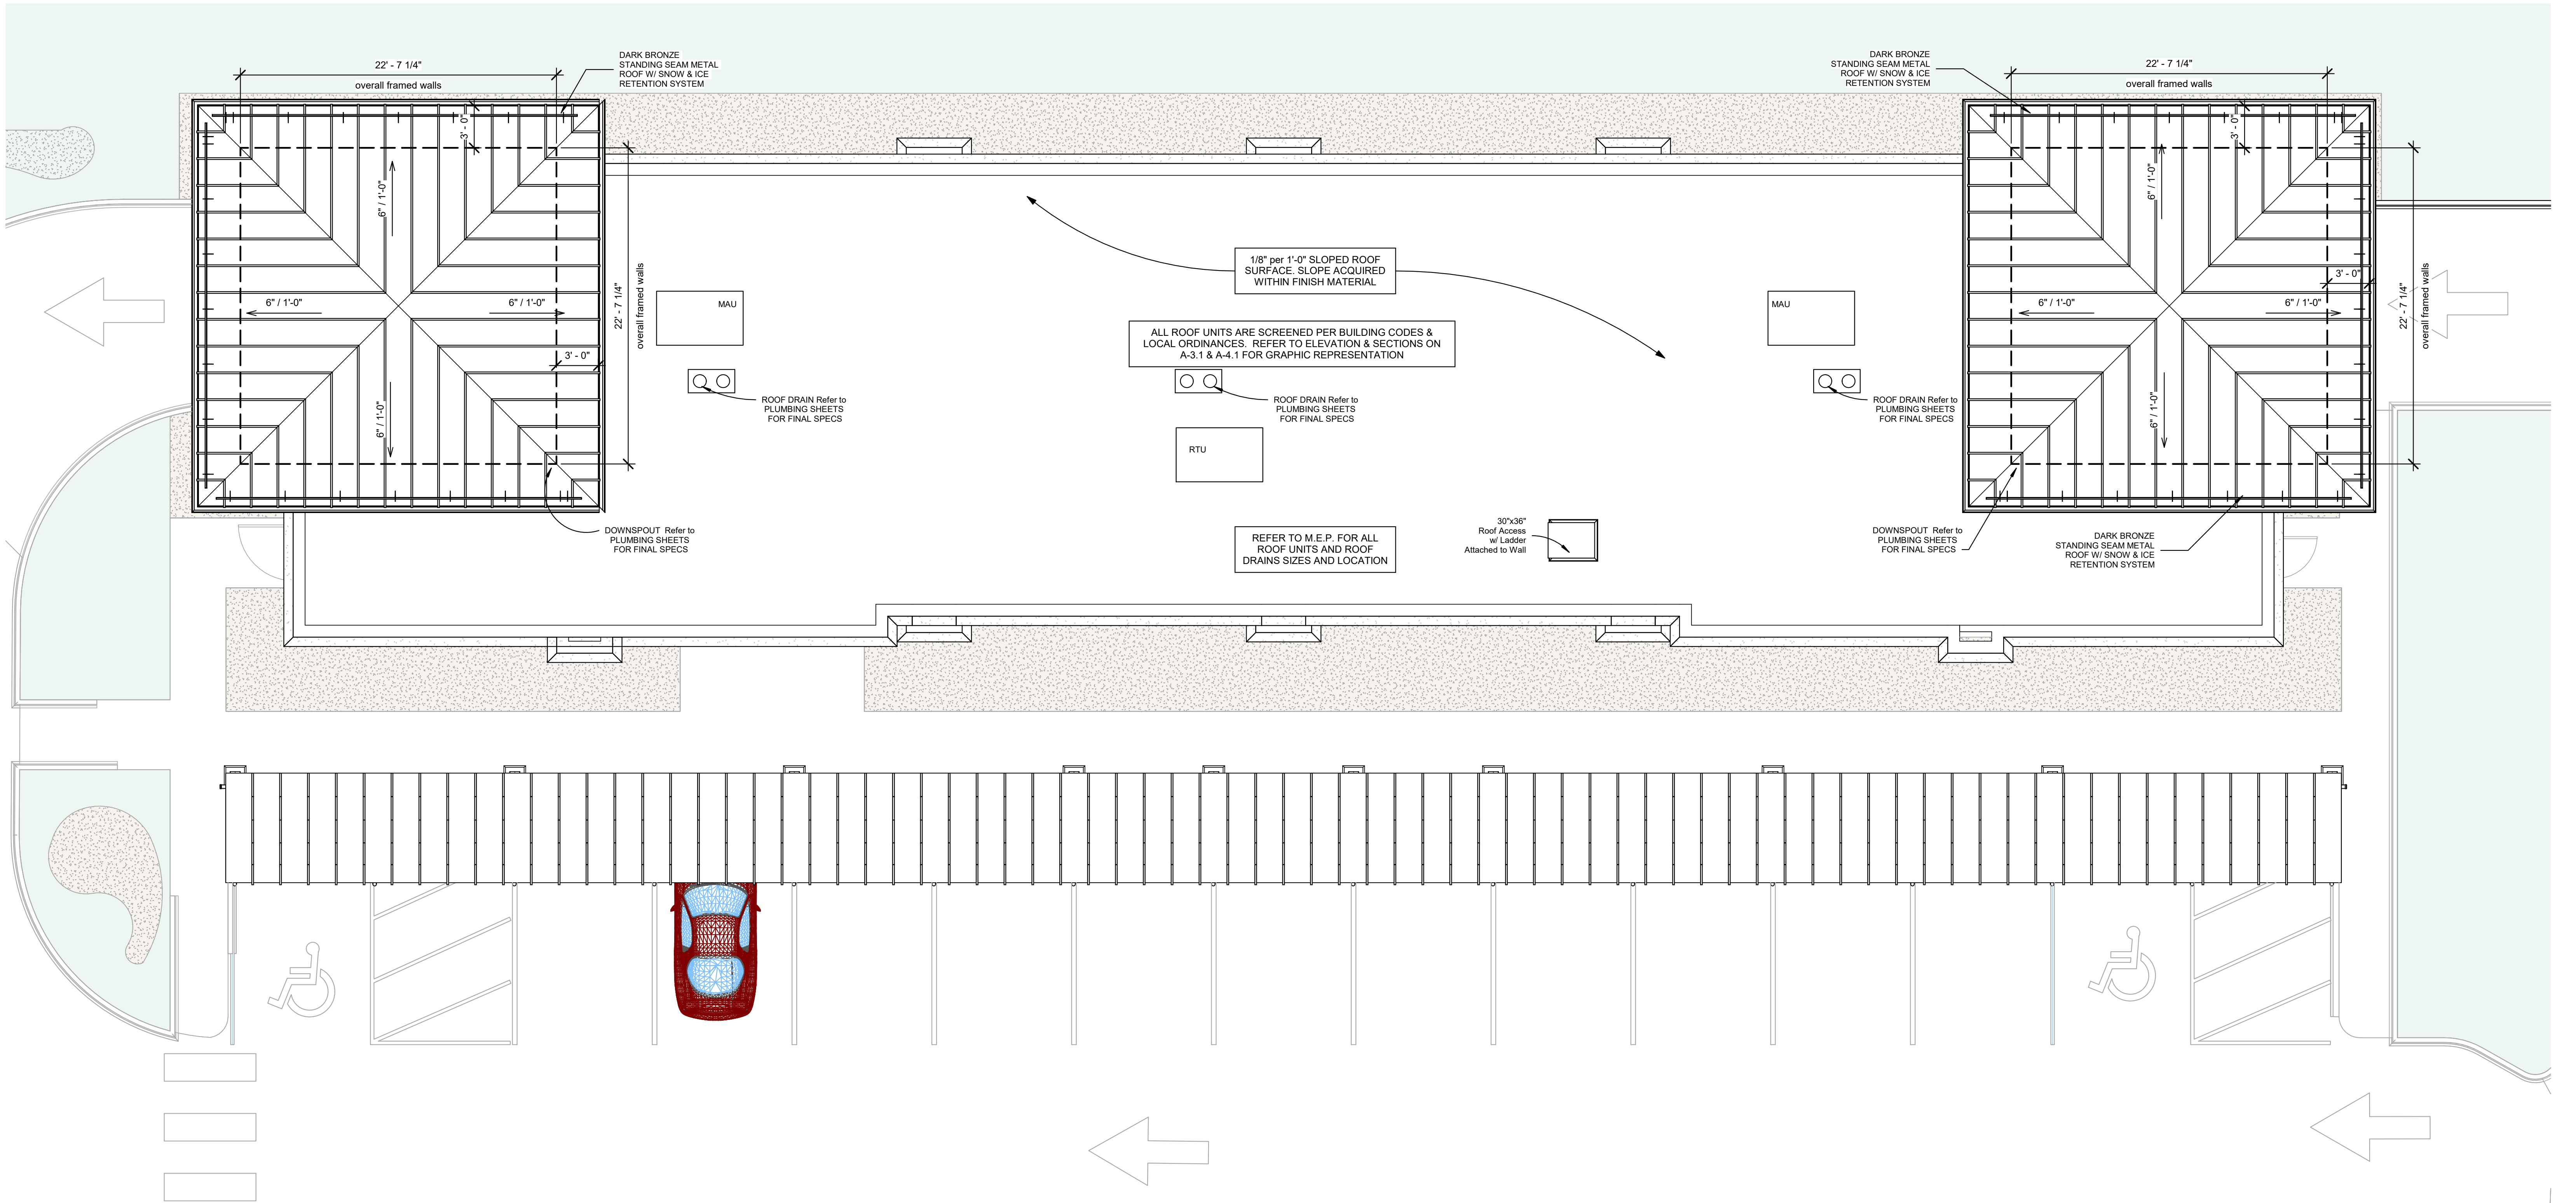 DARK BRONZE
STANDING SEAM METAL
ROOF W/ SNOW & ICE
RETENTION SYSTEM
22' - 7 1/4"
overall framed walls
3' - 0"
6" / 1'-0"
6" / 1'-0"
6" / 1'-0"
6" / 1'-0"
3' - 0"
22' - 7 1/4"
overall framed walls
DOWNSPOUT Refer to
PLUMBING SHEETS
FOR FINAL SPECS
MAU
ROOF DRAIN Refer to
PLUMBING SHEETS
FOR FINAL SPECS
1/8" per 1'-0" SLOPED ROOF
SURFACE. SLOPE ACQUIRED
WITHIN FINISH MATERIAL
ALL ROOF UNITS ARE SCREENED PER BUILDING CODES &
LOCAL ORDINANCES. REFER TO ELEVATION & SECTIONS ON
A-3.1 & A-4.1 FOR GRAPHIC REPRESENTATION
ROOF DRAIN Refer to
PLUMBING SHEETS
FOR FINAL SPECS
RTU
REFER TO M.E.P. FOR ALL
ROOF UNITS AND ROOF
DRAINS SIZES AND LOCATION
30"x36"
Roof Access
w/ Ladder
Attached to Wall
MAU
ROOF DRAIN Refer to
PLUMBING SHEETS
FOR FINAL SPECS
DARK BRONZE
STANDING SEAM METAL
ROOF W/ SNOW & ICE
RETENTION SYSTEM
22' - 7 1/4"
overall framed walls
3' - 0"
6" / 1'-0"
6" / 1'-0"
6" / 1'-0"
6" / 1'-0"
3' - 0"
22' - 7 1/4"
overall framed walls
DOWNSPOUT Refer to
PLUMBING SHEETS
FOR FINAL SPECS
DARK BRONZE
STANDING SEAM METAL
ROOF W/ SNOW & ICE
RETENTION SYSTEM